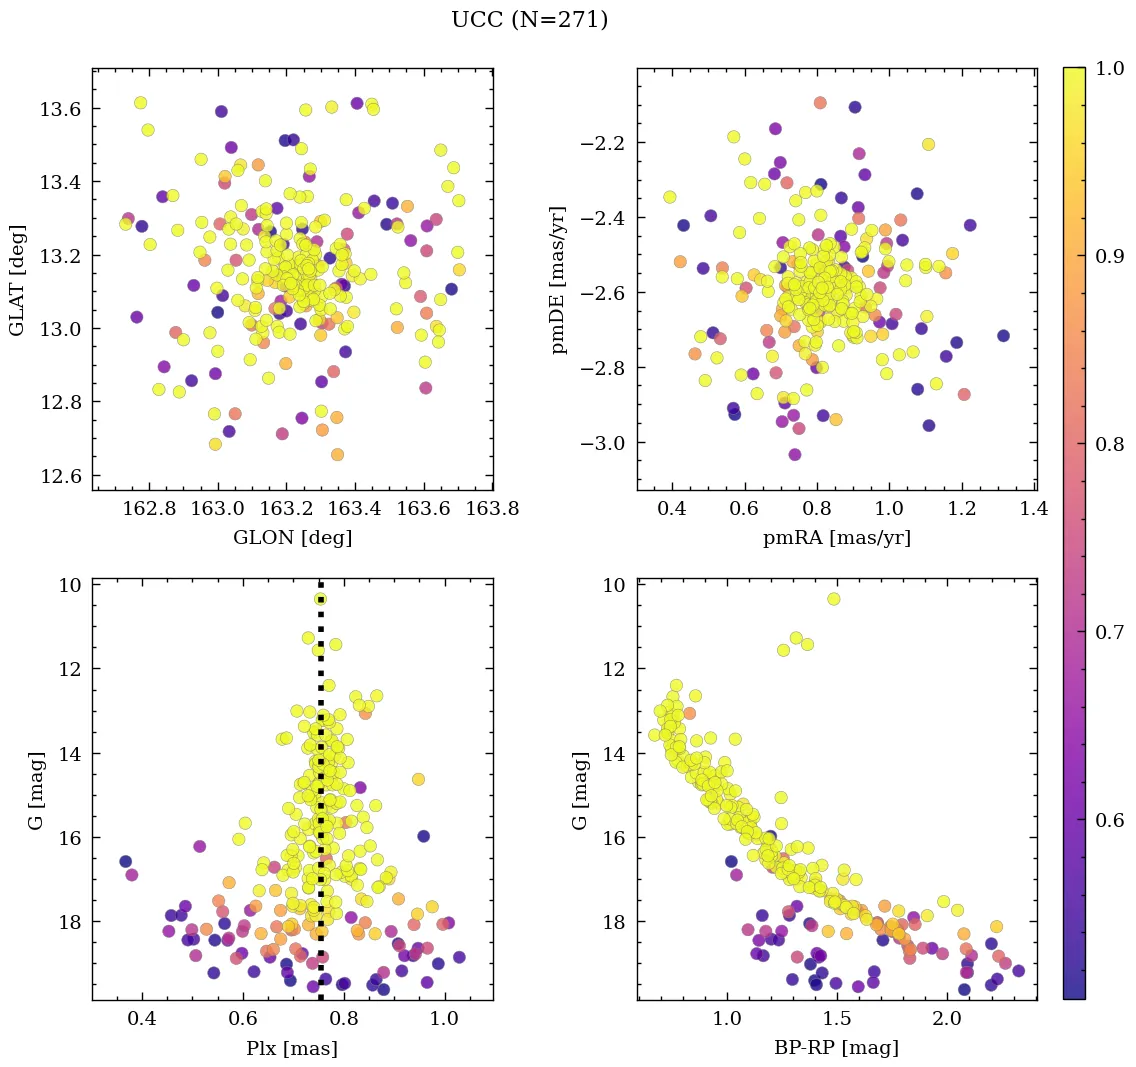 UCC (N=271)
13.6
13.4
13.2
13.0
12.8
12.6
GLAT [deg]
162.8 163.0 163.2 163.4 163.6 163.8
GLON [deg]
−2.2
−2.4
−2.6
−2.8
−3.0
pmDE [mas/yr]
0.4 0.6 0.8 1.0 1.2 1.4
pmRA [mas/yr]
1.0
0.9
0.8
0.7
0.6
10
12
14
16
18
G [mag]
0.4 0.6 0.8 1.0
Plx [mas]
10
12
14
16
18
G [mag]
1.0 1.5 2.0
BP-RP [mag]